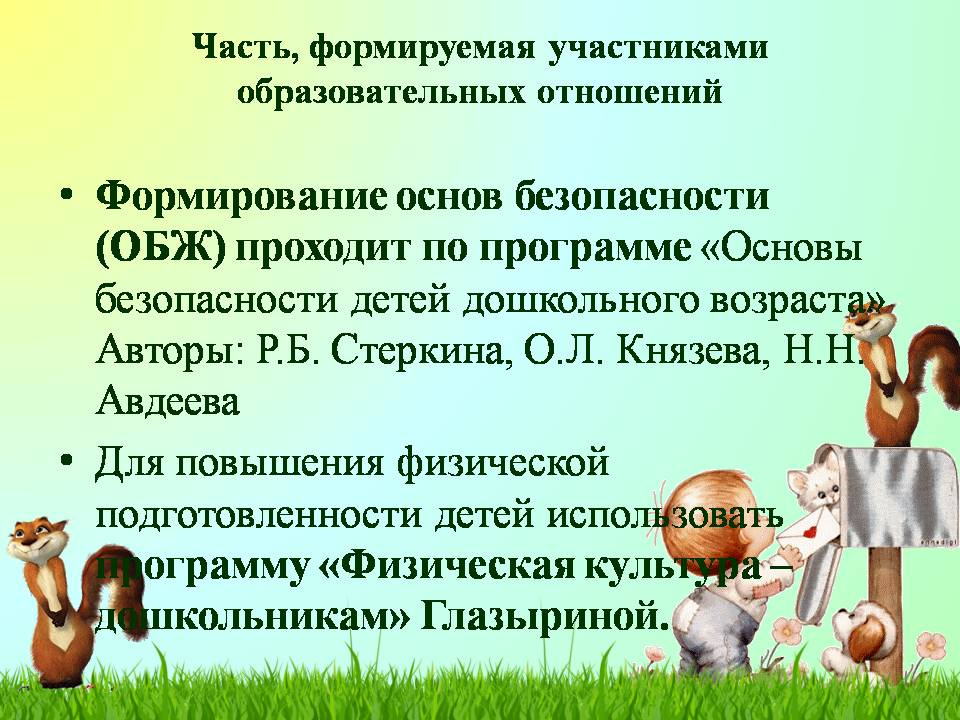 Часть, формируемая участниками
образовательных отношений
• Формирование основ безопасности
(ОБЖ) проходит по программе «Основы
безопасности детей дошкольного возраста»
Авторы: Р.Б. Стеркина, О.Л. Князева, Н.Н.
Авдеева
• Для повышения физической
подготовленности детей использовать
программу «Физическая культура –
дошкольникам» Глазыриной.